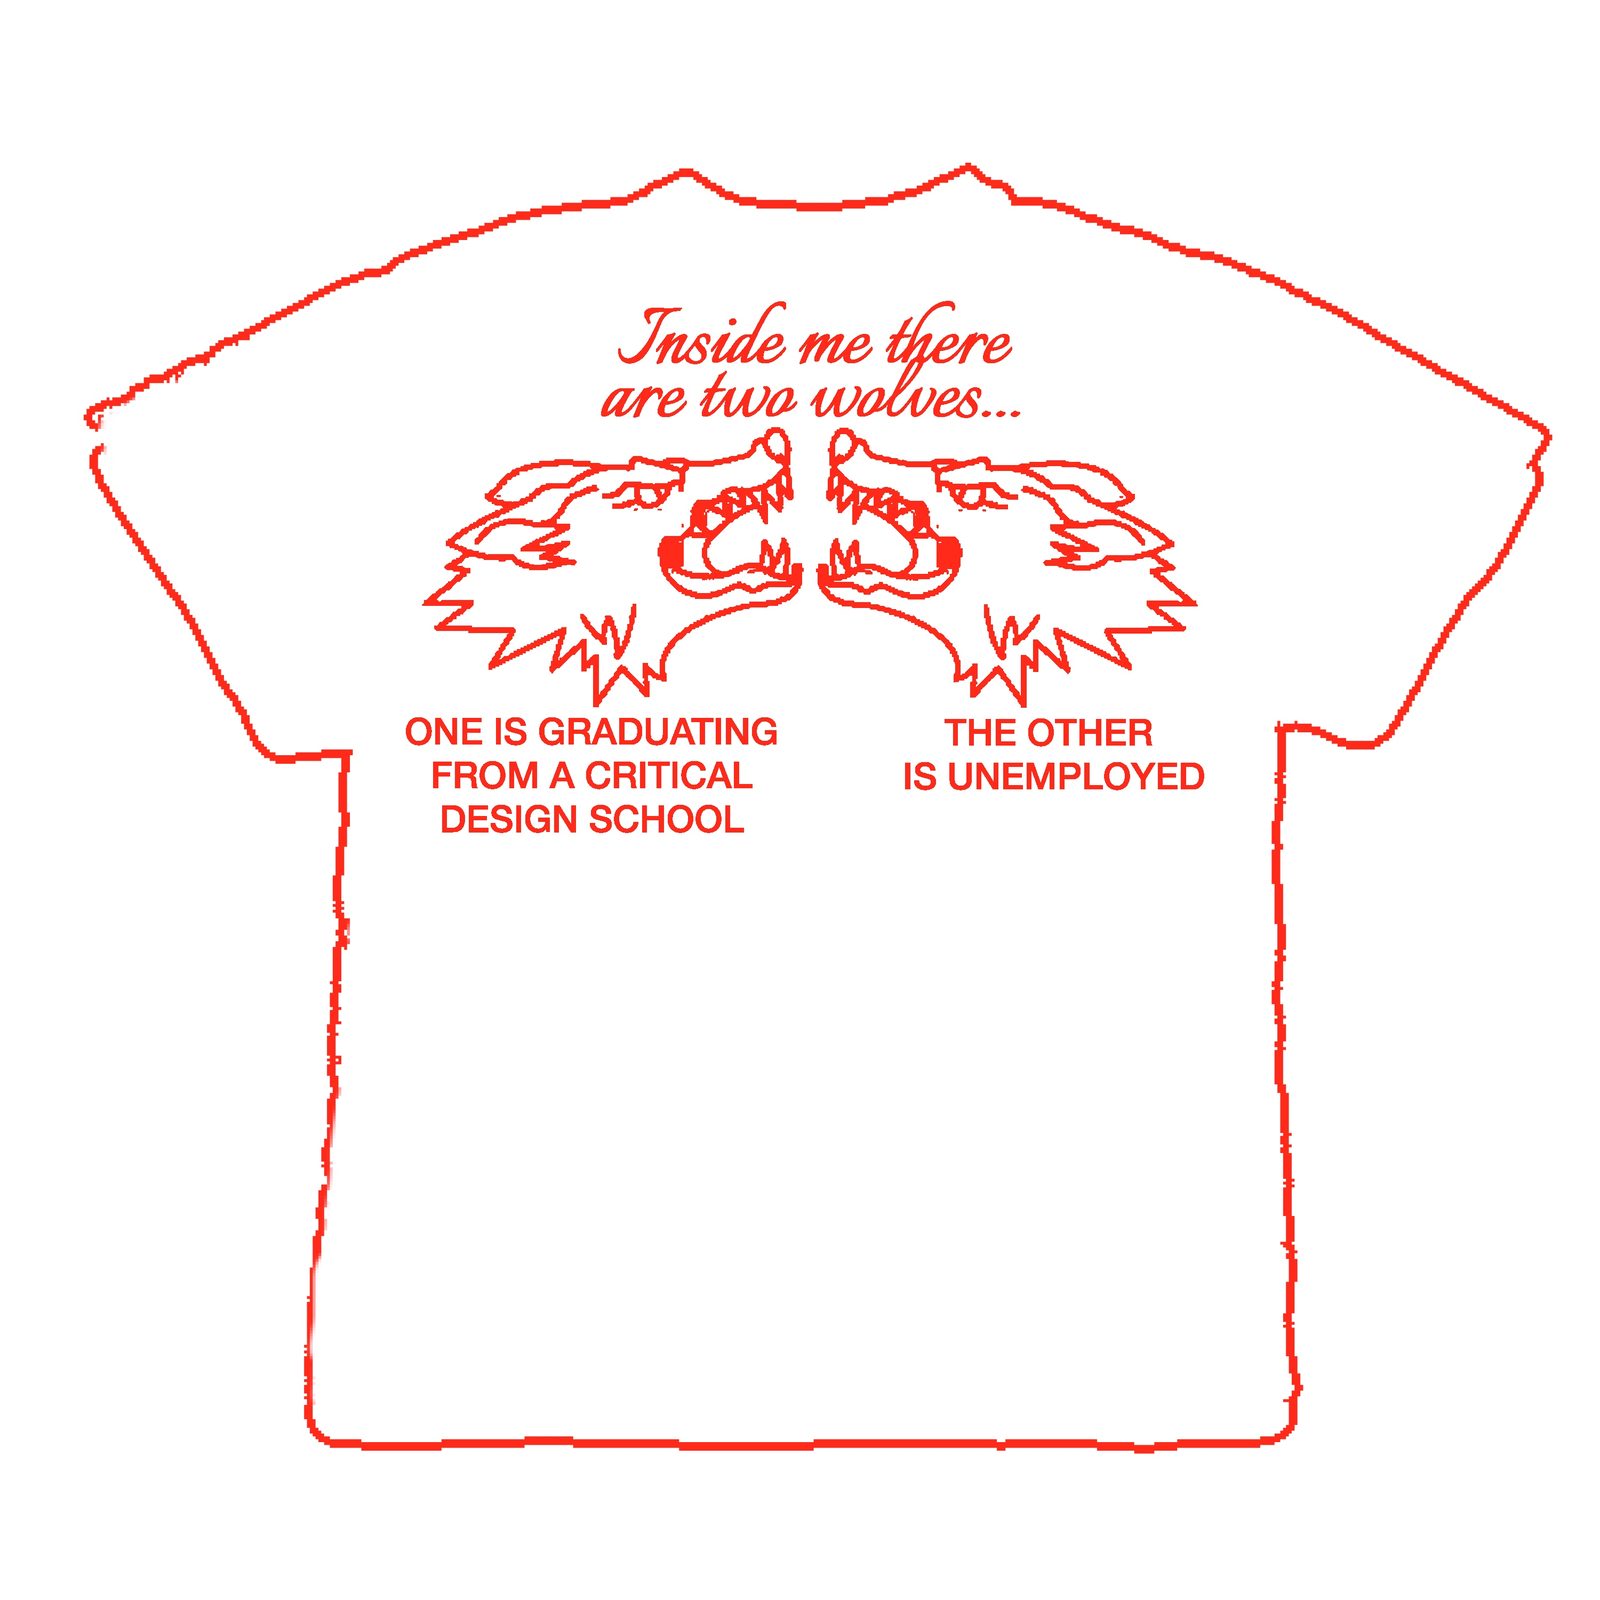 Inside me there
are two wolves...
ONE IS GRADUATING
FROM A CRITICAL
DESIGN SCHOOL
THE OTHER
IS UNEMPLOYED